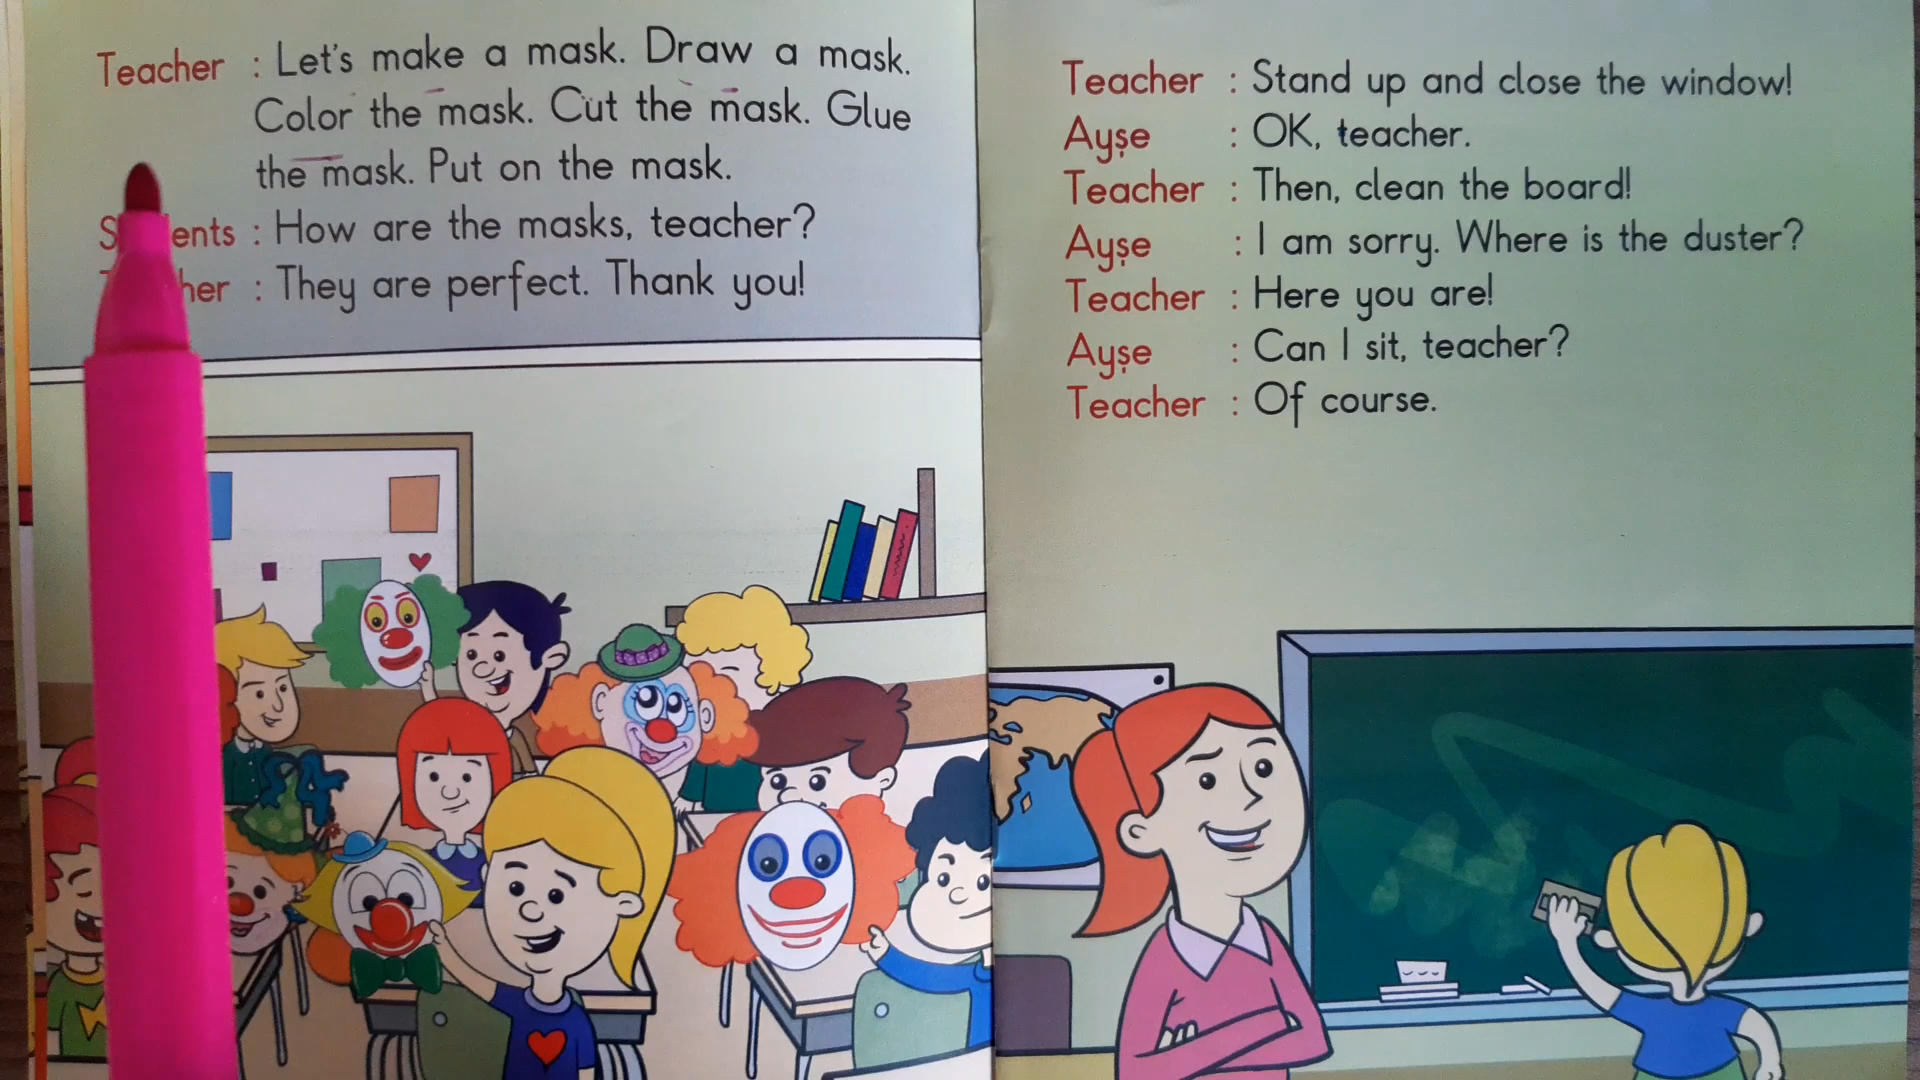 Teacher : Let's make a mask. Draw a mask.
Color the mask. Cut the mask. Glue
the mask. Put on the mask.
: How are the masks, teacher?
: They are perfect. Thank you!
Teacher : Stand up and close the window!
Ayşe : OK, teacher.
Teacher : Then, clean the board!
Ayşe : I am sorry. Where is the duster?
Teacher : Here you are!
Ayşe : Can I sit, teacher?
Teacher : Of course.